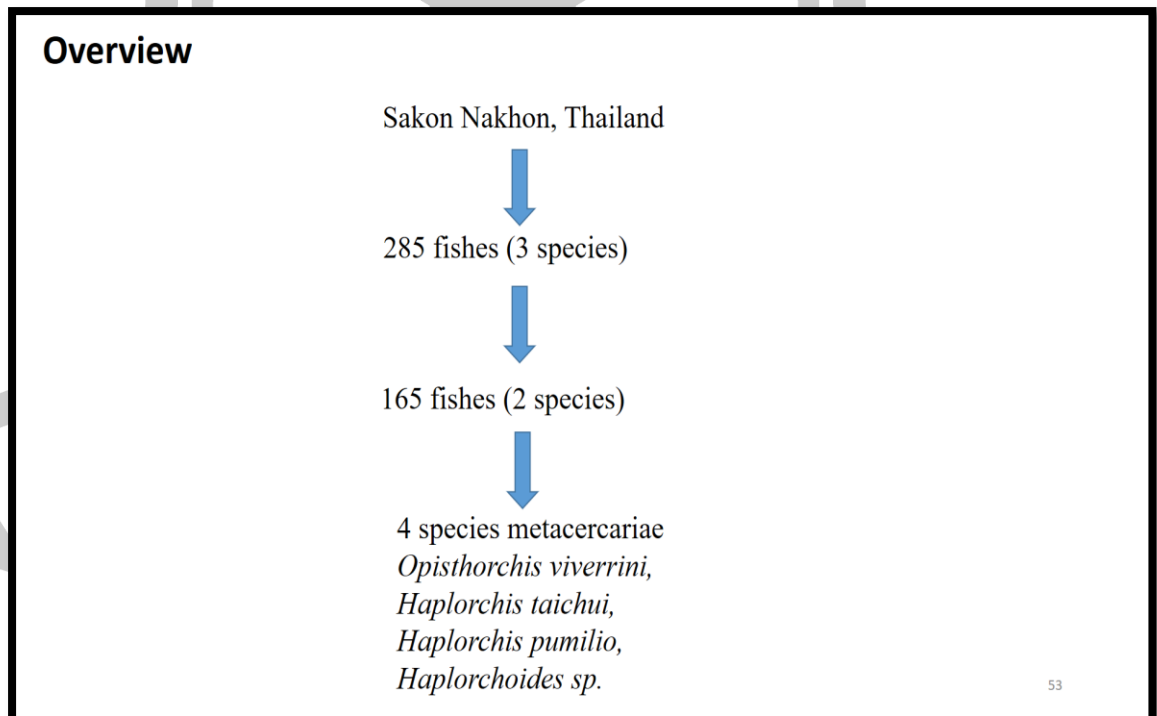 Overview
Sakon Nakhon, Thailand
285 fishes (3 species)
165 fishes (2 species)
4 species metacercariae
Opisthorchis viverrini,
Haplorchis taichui,
Haplorchis pumilio,
Haplorchoides sp.
53